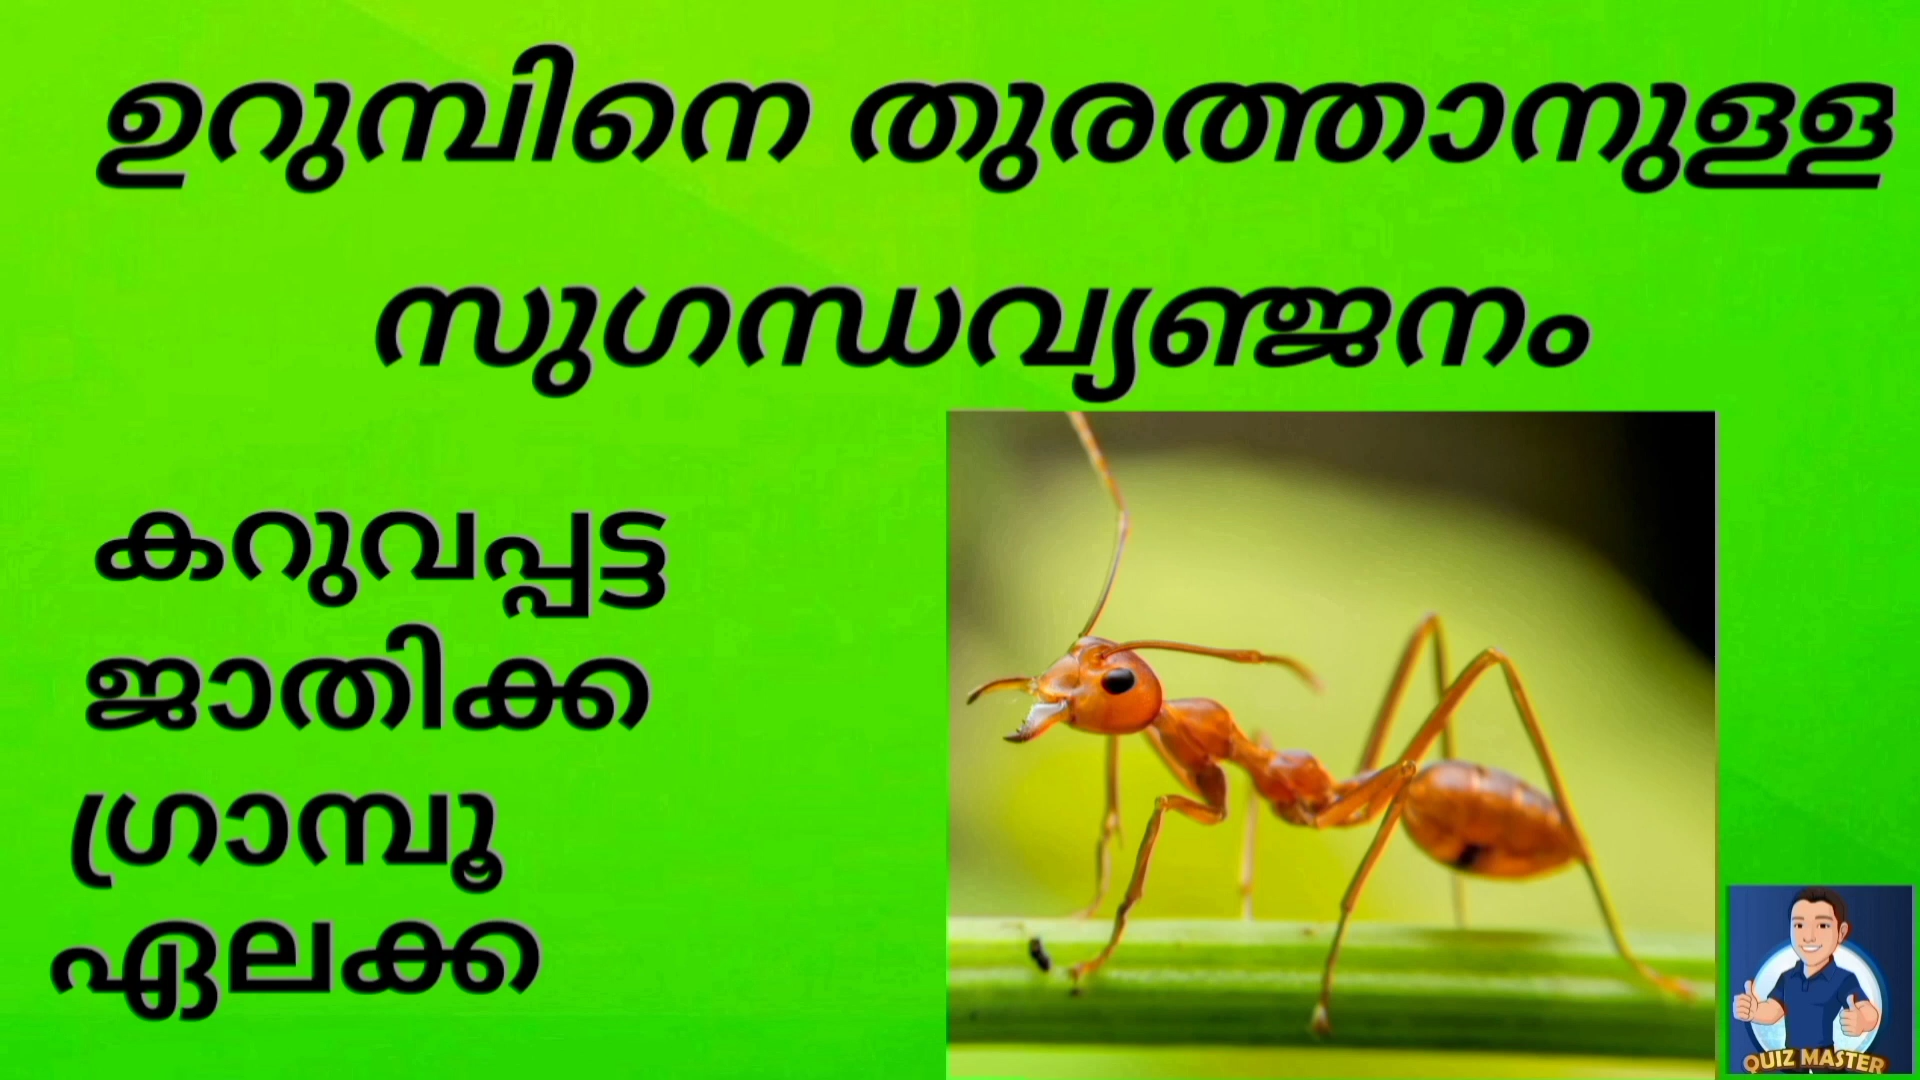 ഉറുമ്പിനെ തുരത്താനുള്ള
സുഗന്ധവ്യഞ്ജനം
കറുവപ്പട്ട
ജാതിക്ക
ഗ്രാമ്പൂ
ഏലക്ക
QUIZ MASTER